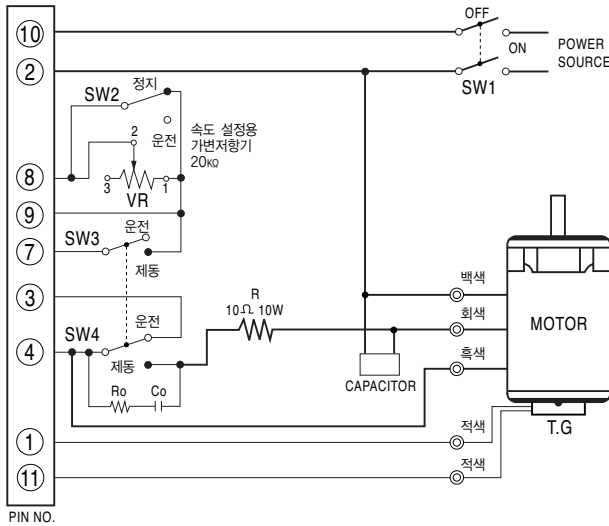 10
OFF
ON
POWER
SOURCE
2
SW1
SW2
정지
운전
속도 설정용
가변저항기
20KΩ
2
8
3
1
VR
9
운전
7
SW3
제동
3
운전
R
10Ω 10W
4
SW4
제동
Ro
Co
CAPACITOR
백색
회색
흑색
MOTOR
1
적색
T.G
11
적색
PIN NO.